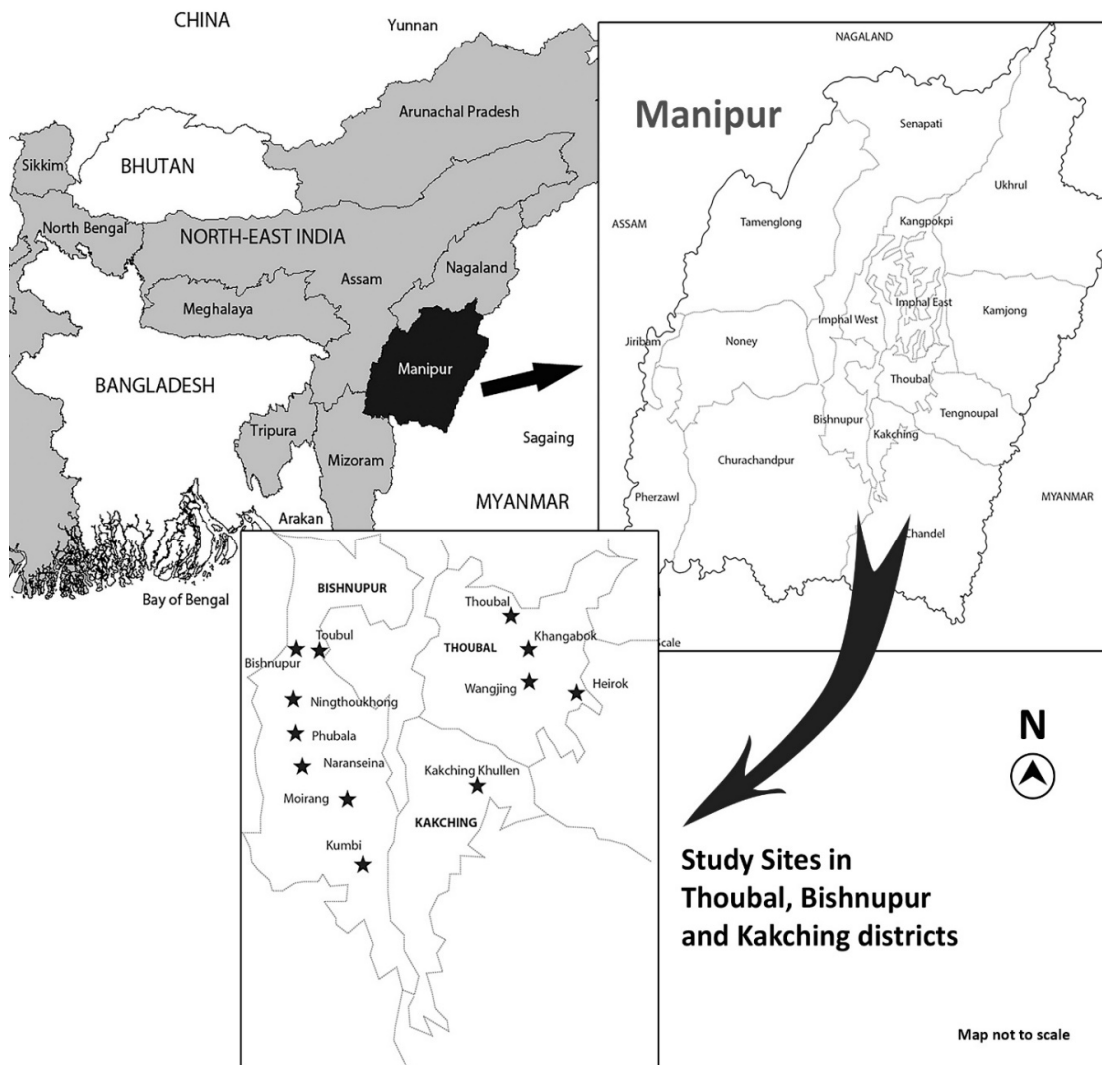 CHINA
Yunnan
Arunachal Pradesh
Sikkim
BHUTAN
North Bengal
NORTH-EAST INDIA
Assam
Nagaland
Meghalaya
Manipur
BANGLADESH
Tripura
Mizoram
Sagaing
MYANMAR
Arakan
Bay of Bengal
NAGALAND
Manipur
Senapati
Ukhrul
ASSAM
Tamenglong
Kangpokpi
Imphal East
Imphal West
Kamjong
Jiribam
Noney
Thoubal
Tengnoupal
Bishnupur
Kakching
Churachandpur
Pherzawl
MYANMAR
Chandel
Scale
BISHNUPUR
Thoubal
Toubul
THOUBAL
Khangabok
Bishnupur
Wangjing
Heirok
Ningthoukhong
Phubala
Naranseina
Kakching Khullen
Moirang
KAKCHING
Kumbi
N
Study Sites in
Thoubal, Bishnupur
and Kakching districts
Map not to scale